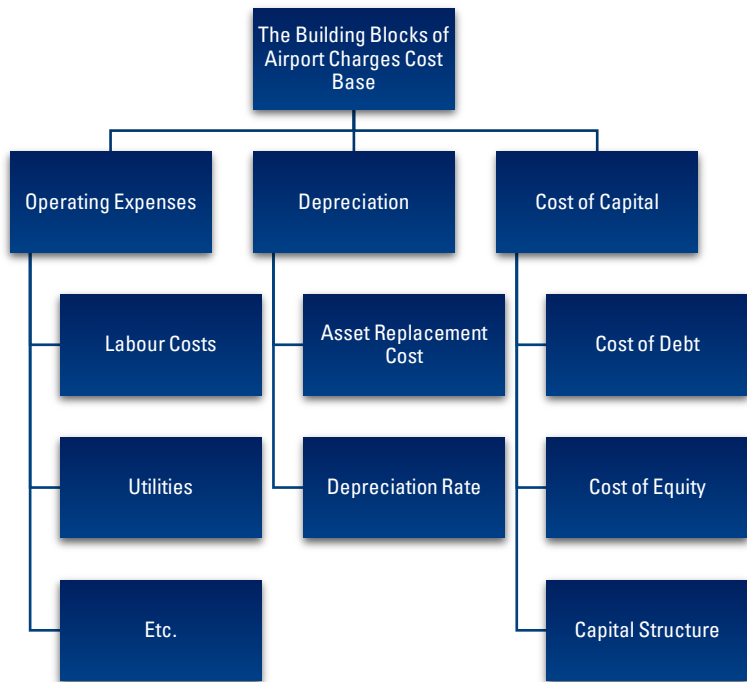 The Building Blocks of
Airport Charges Cost
Base
Operating Expenses
Depreciation
Cost of Capital
Labour Costs
Asset Replacement
Cost
Cost of Debt
Utilities
Depreciation Rate
Cost of Equity
Etc.
Capital Structure